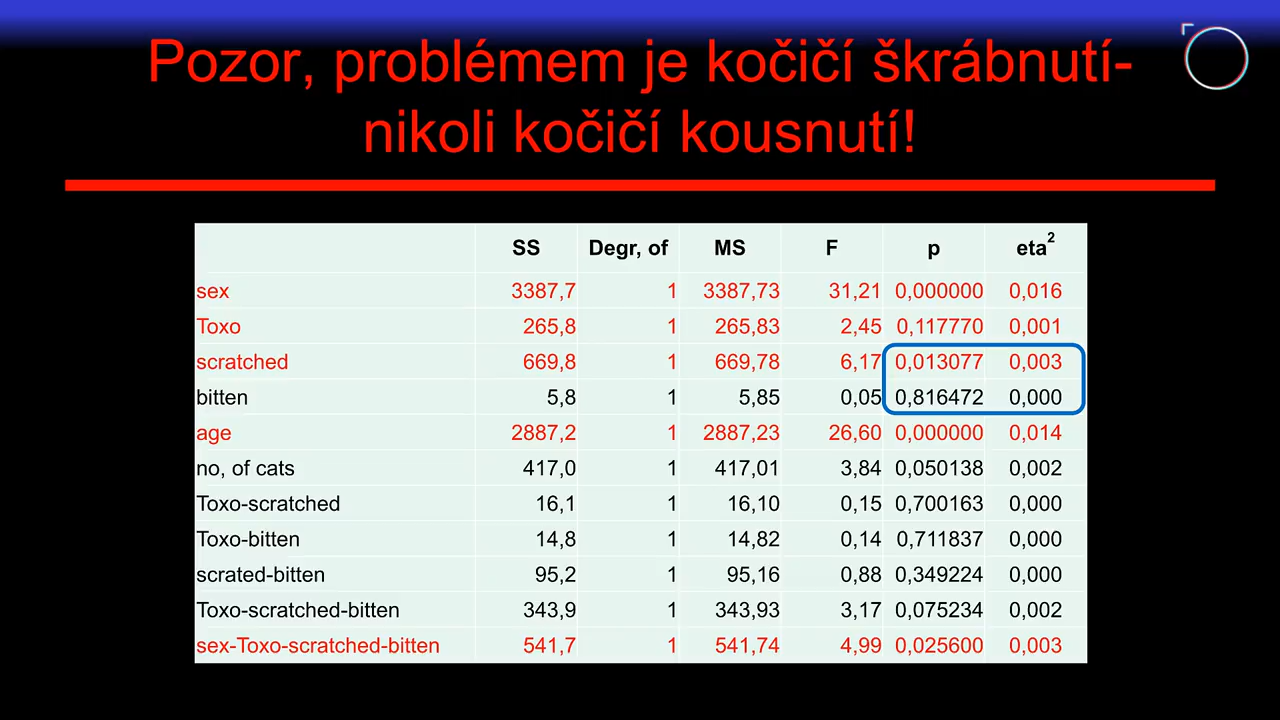 Pozor, problémem je kočičí škrábnutí-
nikoli kočičí kousnutí!
SS Degr, of MS F p eta2
sex 3387,7 1 3387,73 31,21 0,000000 0,016
Toxo 265,8 1 265,83 2,45 0,117770 0,001
scratched 669,8 1 669,78 6,17 0,013077 0,003
bitten 5,8 1 5,85 0,05 0,816472 0,000
age 2887,2 1 2887,23 26,60 0,000000 0,014
no, of cats 417,0 1 417,01 3,84 0,050138 0,002
Toxo-scratched 16,1 1 16,10 0,15 0,700163 0,000
Toxo-bitten 14,8 1 14,82 0,14 0,711837 0,000
scrated-bitten 95,2 1 95,16 0,88 0,349224 0,000
Toxo-scratched-bitten 343,9 1 343,93 3,17 0,075234 0,002
sex-Toxo-scratched-bitten 541,7 1 541,74 4,99 0,025600 0,003